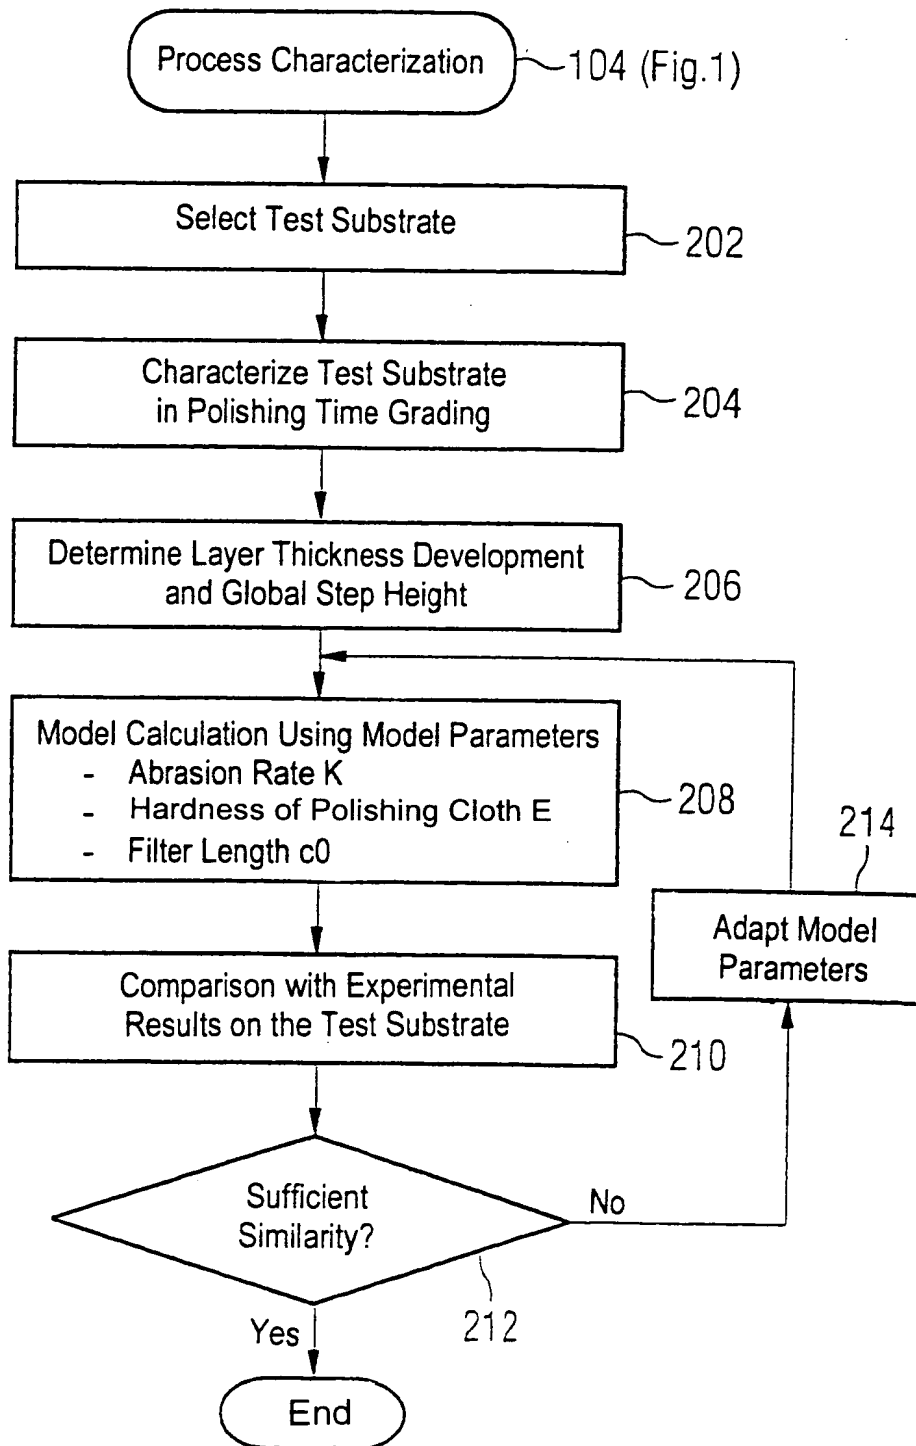 Process Characterization
104 (Fig.1)
Select Test Substrate
202
Characterize Test Substrate
in Polishing Time Grading
204
Determine Layer Thickness Development
and Global Step Height
206
Model Calculation Using Model Parameters
- Abrasion Rate K
- Hardness of Polishing Cloth E
- Filter Length c0
208
214
Adapt Model
Parameters
Comparison with Experimental
Results on the Test Substrate
210
Sufficient
Similarity?
No
212
Yes
End